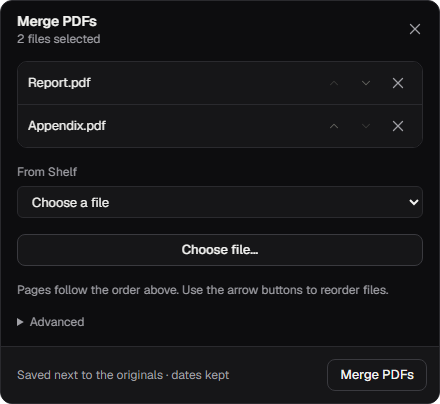 Merge PDFs
2 files selected
Report.pdf
Appendix.pdf
From Shelf
Choose a file
Choose file...
Pages follow the order above. Use the arrow buttons to reorder files.
Advanced
Saved next to the originals · dates kept
Merge PDFs